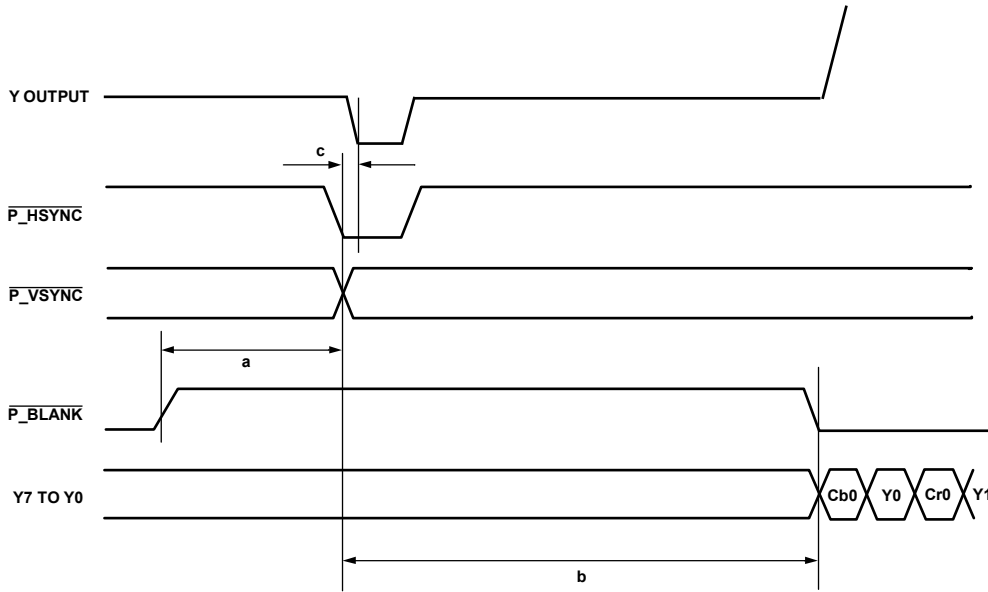 Y OUTPUT
c
P_HSYNC
P_VSYNC
a
P_BLANK
Y7 TO Y0
Cb0 Y0 Cr0 Y1
b